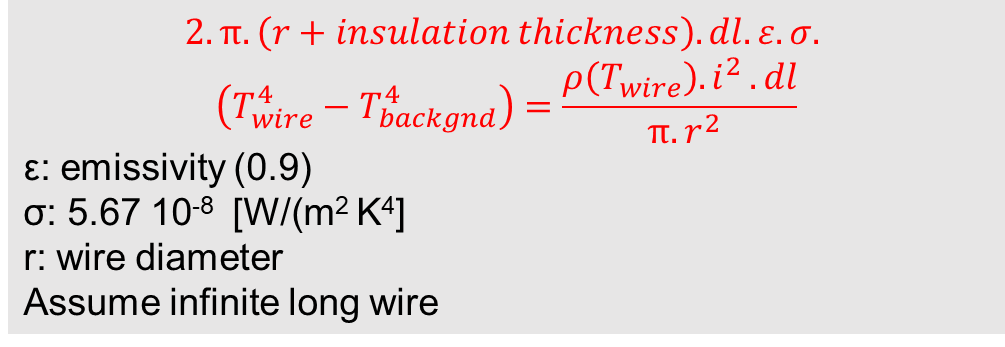 2. π. (r + insulation thickness). dl. ε. σ.
(T⁴wire − T⁴backgnd) = ρ(Twire). i² . dl / π. r²
ε: emissivity (0.9)
σ: 5.67 10⁻⁸ [W/(m² K⁴]
r: wire diameter
Assume infinite long wire